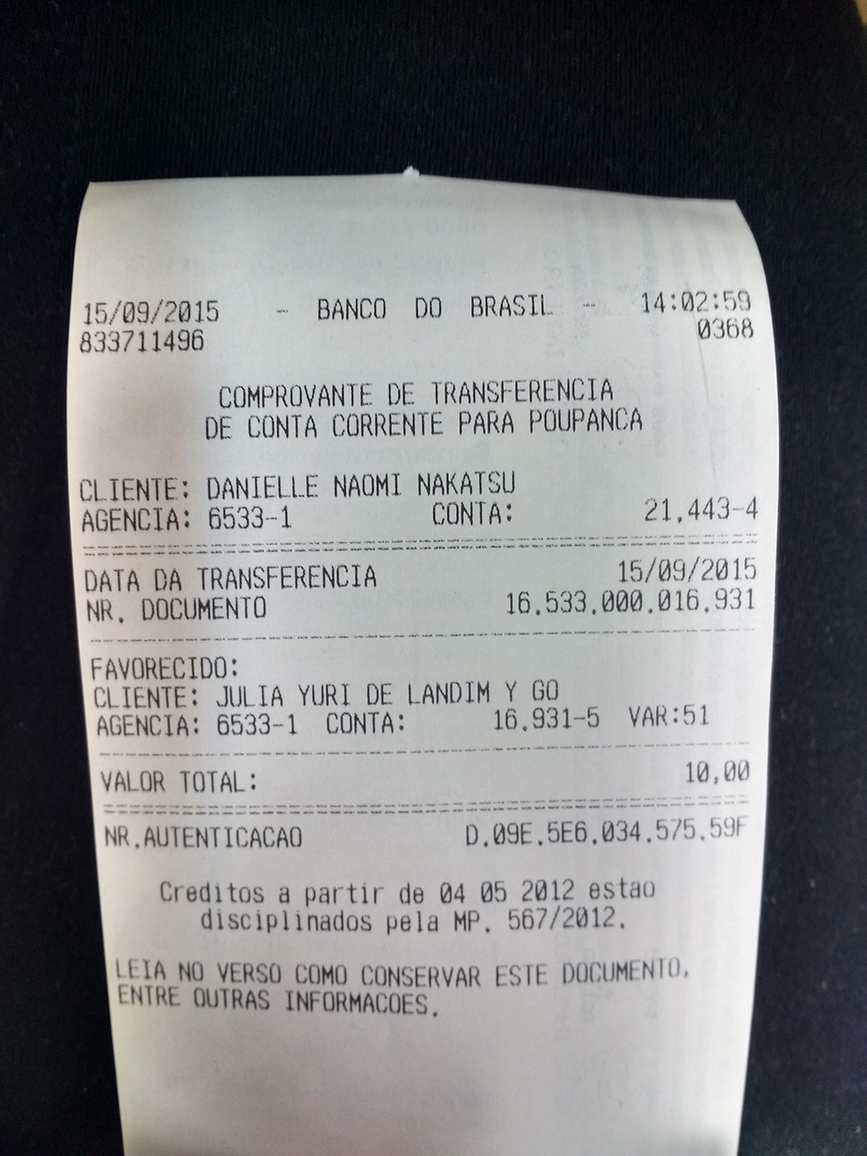 15/09/2015 - BANCO DO BRASIL - 14:02:59
833711496 0368
COMPROVANTE DE TRANSFERENCIA
DE CONTA CORRENTE PARA POUPANCA
CLIENTE: DANIELLE NAOMI NAKATSU
AGENCIA: 6533-1 CONTA: 21.443-4
DATA DA TRANSFERENCIA 15/09/2015
NR. DOCUMENTO 16.533.000.016.931
FAVORECIDO:
CLIENTE: JULIA YURI DE LANDIM Y GO
AGENCIA: 6533-1 CONTA: 16.931-5 VAR:51
VALOR TOTAL: 10,00
NR.AUTENTICACAO D.09E.5E6.034.575.59F
Creditos a partir de 04 05 2012 estao
disciplinados pela MP. 567/2012.
LEIA NO VERSO COMO CONSERVAR ESTE DOCUMENTO,
ENTRE OUTRAS INFORMACOES.